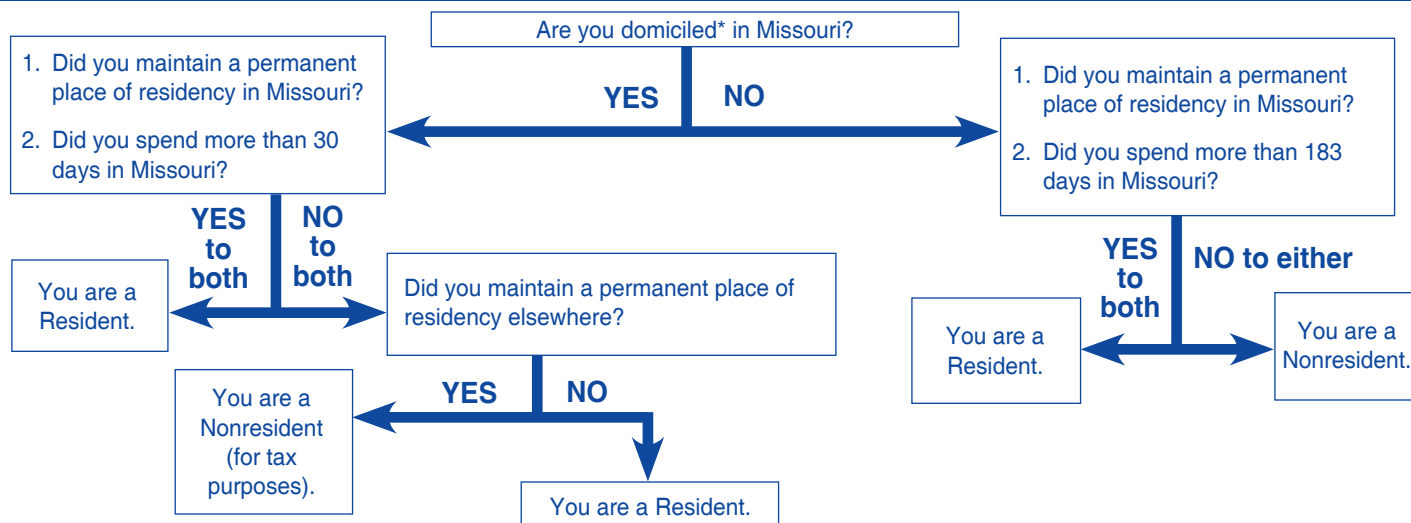 Are you domiciled* in Missouri?
YES
NO
1. Did you maintain a permanent
place of residency in Missouri?
2. Did you spend more than 30
days in Missouri?
YES
to
both
NO
to
both
You are a
Resident.
Did you maintain a permanent place of
residency elsewhere?
YES
NO
You are a
Nonresident
(for tax
purposes).
You are a Resident.
1. Did you maintain a permanent
place of residency in Missouri?
2. Did you spend more than 183
days in Missouri?
YES
to
both
NO to either
You are a
Resident.
You are a
Nonresident.